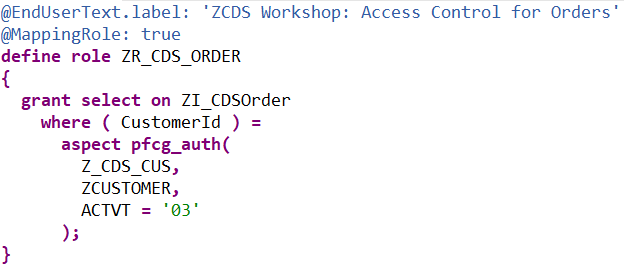 @EndUserText.label: 'ZCDS Workshop: Access Control for Orders'
@MappingRole: true
define role ZR_CDS_ORDER
{
  grant select on ZI_CDSOrder
    where ( CustomerId ) =
      aspect pfcg_auth(
        Z_CDS_CUS,
        ZCUSTOMER,
        ACTVT = '03'
      );
}